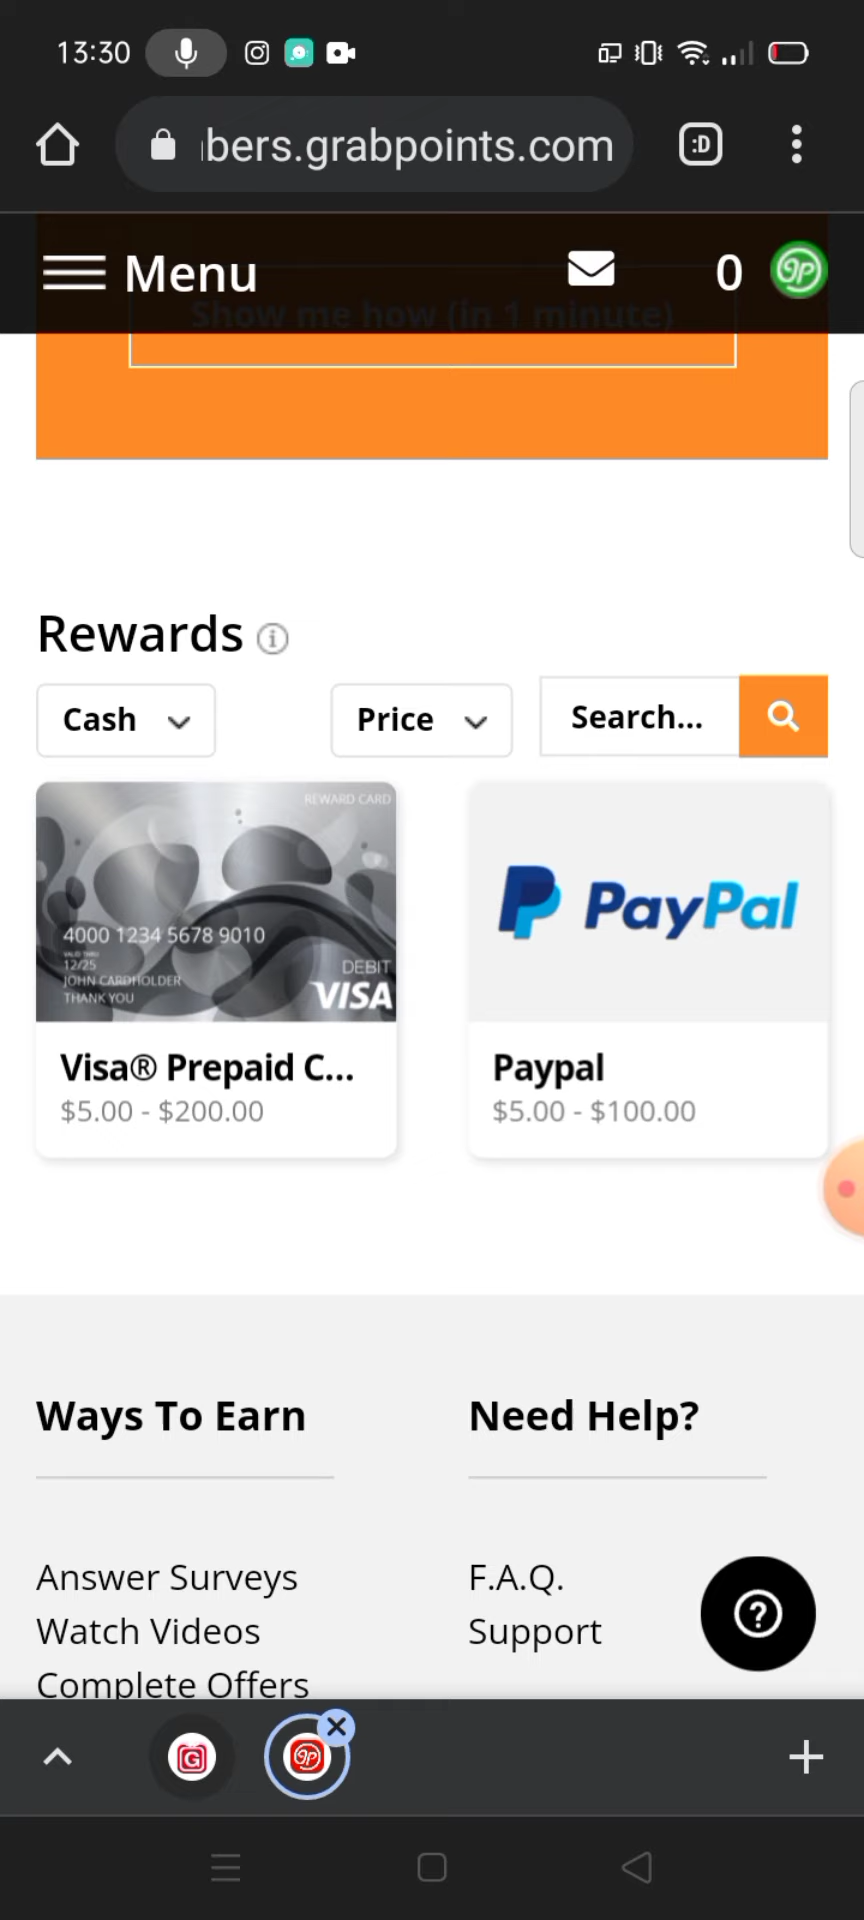 13:30
bers.grabpoints.com
:D
Menu
0
Show me how (in 1 minute)
Rewards
Cash
Price
Search...
REWARD CARD
4000 1234 5678 9010
VALID THRU
12/25
JOHN CARDHOLDER
THANK YOU
DEBIT
VISA
PayPal
Visa® Prepaid C...
$5.00 - $200.00
Paypal
$5.00 - $100.00
Ways To Earn
Need Help?
Answer Surveys
Watch Videos
Complete Offers
F.A.Q.
Support